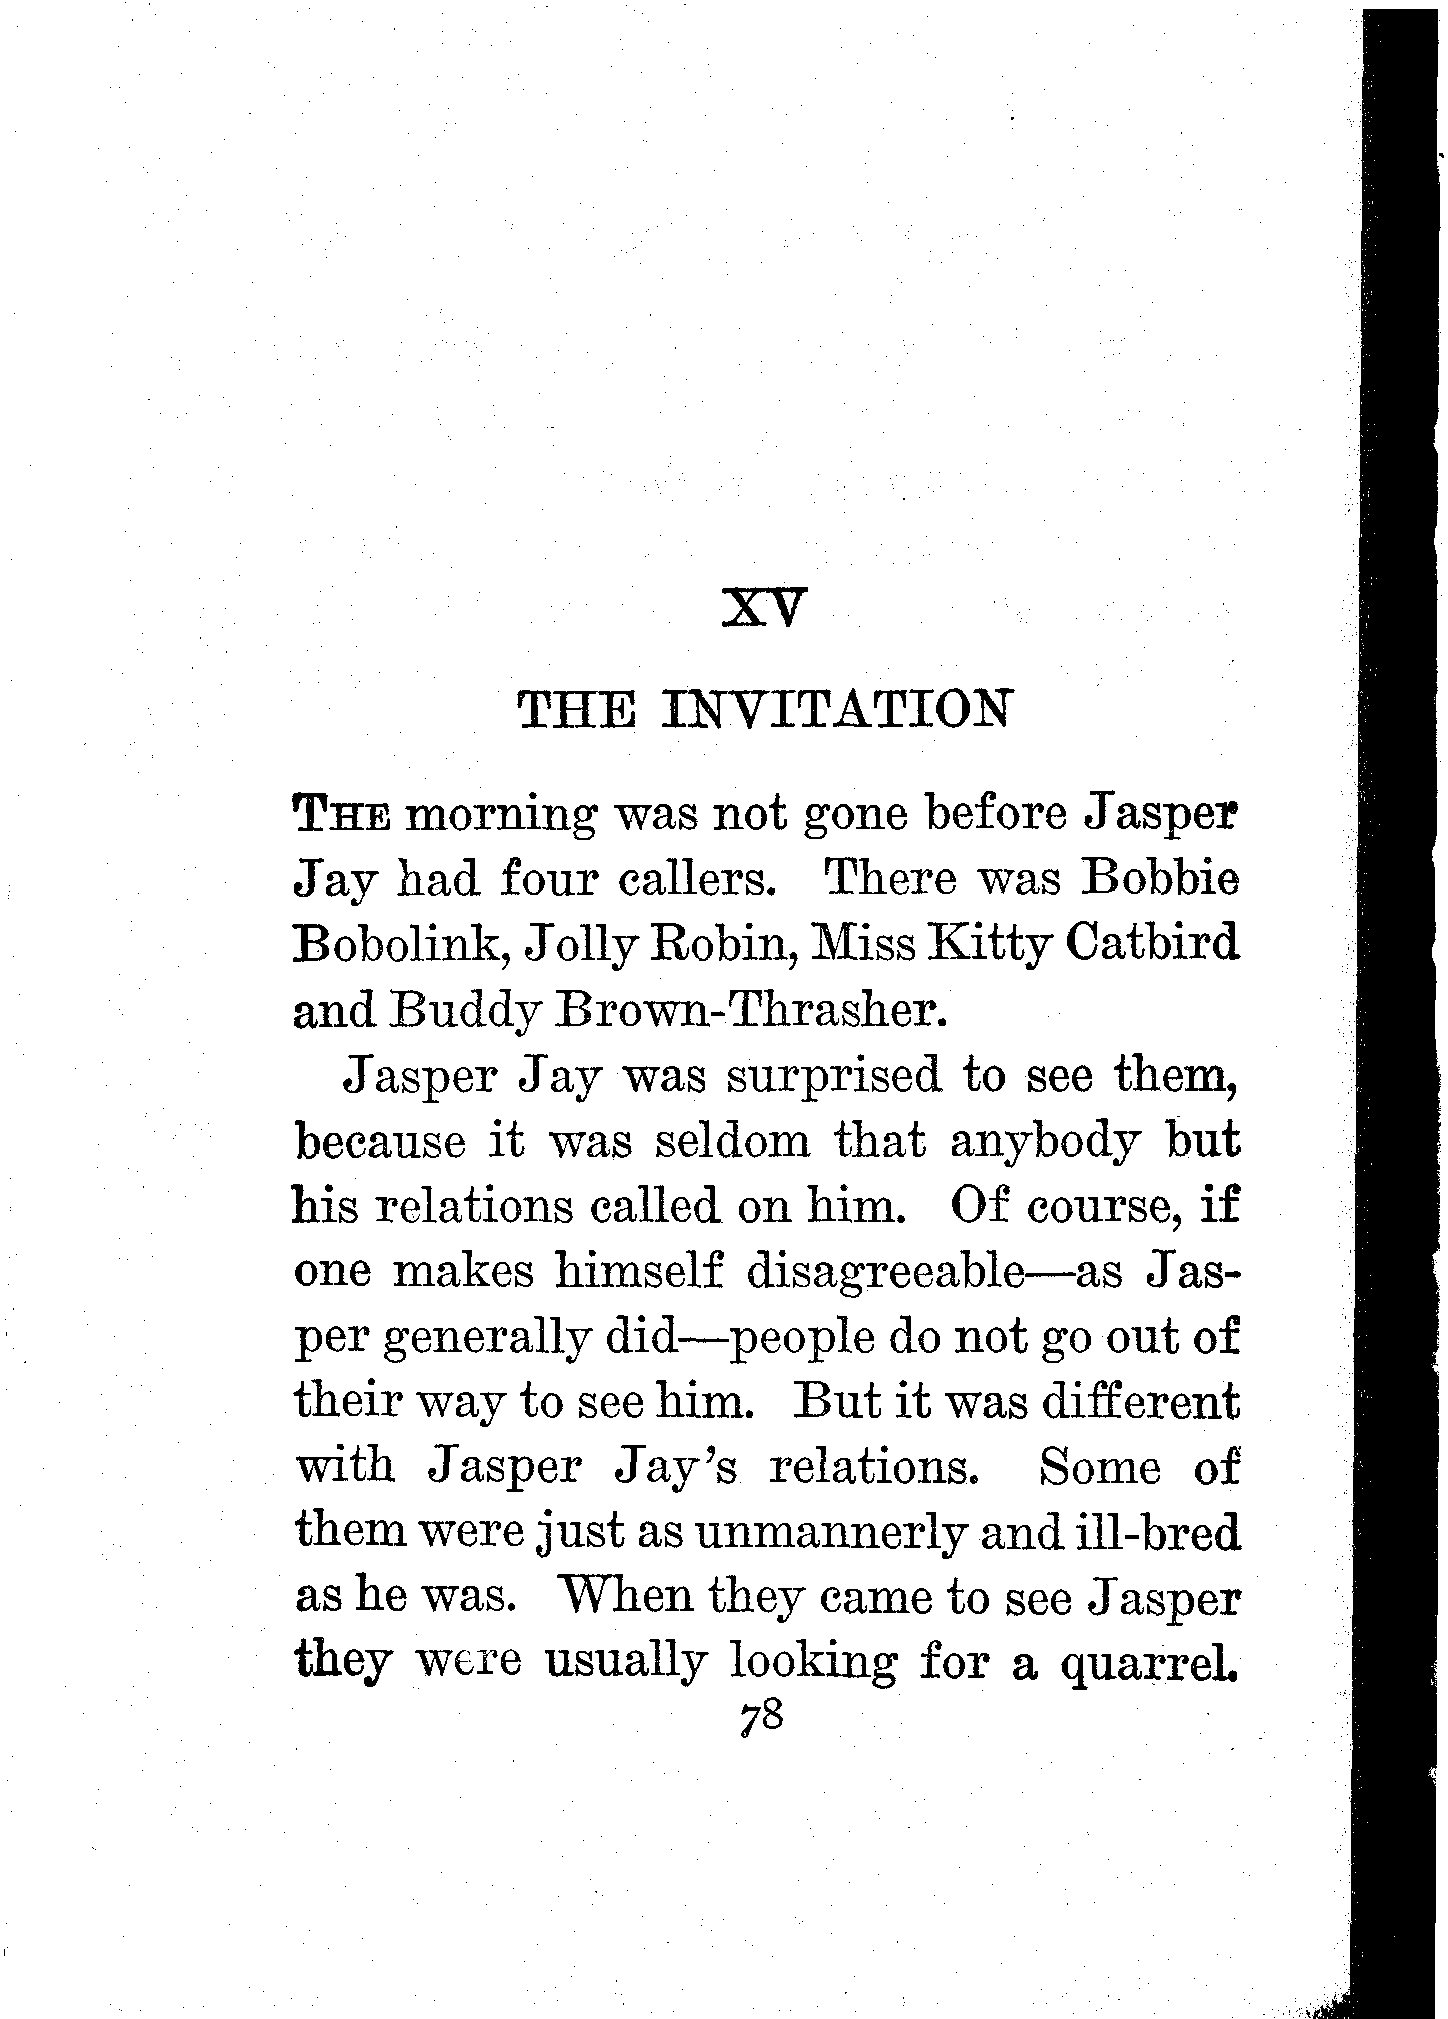 XV
THE INVITATION
THE morning was not gone before Jasper
Jay had four callers. There was Bobbie
Bobolink, Jolly Robin, Miss Kitty Catbird
and Buddy Brown-Thrasher.
Jasper Jay was surprised to see them,
because it was seldom that anybody but
his relations called on him. Of course, if
one makes himself disagreeable—as Jas-
per generally did—people do not go out of
their way to see him. But it was different
with Jasper Jay's relations. Some of
them were just as unmannerly and ill-bred
as he was. When they came to see Jasper
they were usually looking for a quarrel.
78